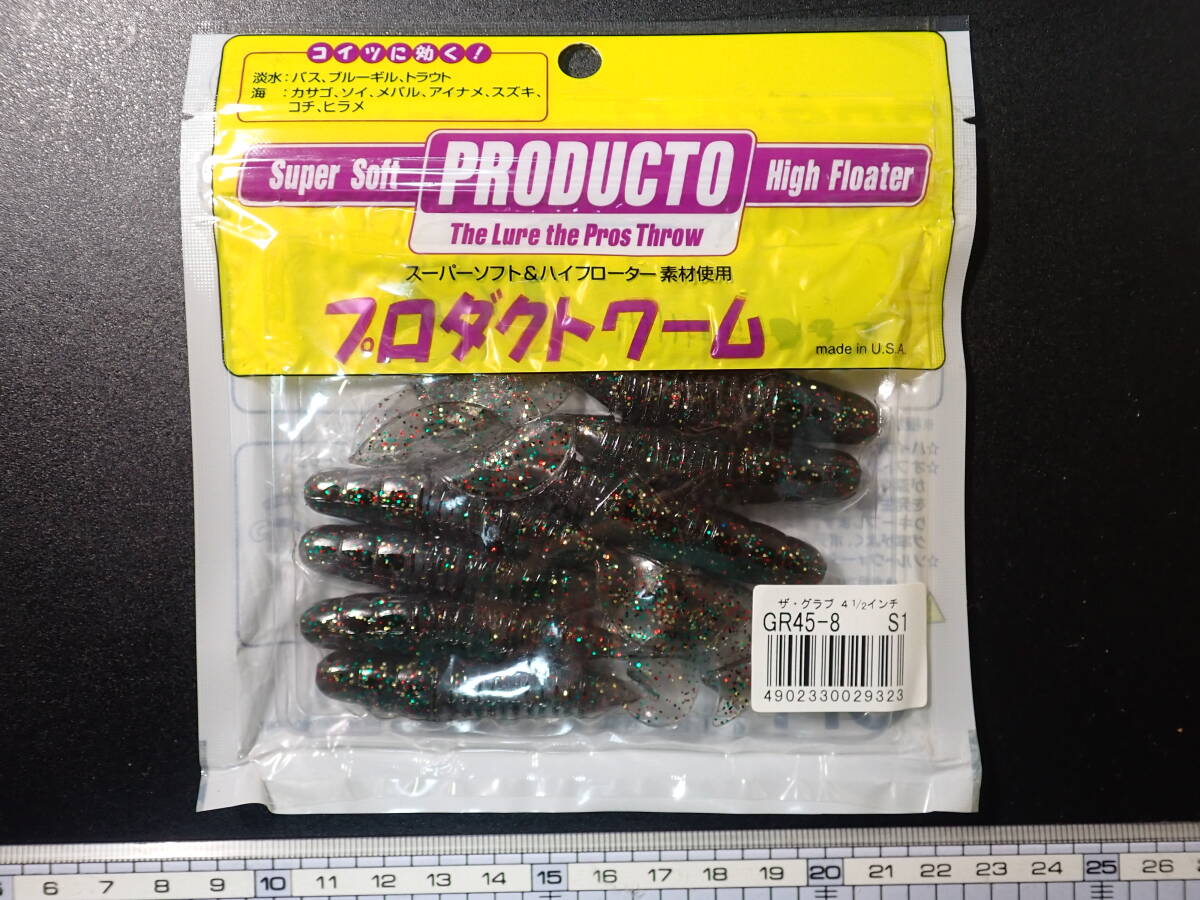 コイツに効く!
淡水:バス、ブルーギル、トラウト
海 :カサゴ、ソイ、メバル、アイナメ、スズキ、
コチ、ヒラメ
Super Soft
PRODUCTO
High Floater
The Lure the Pros Throw
スーパーソフト&ハイフローター素材使用
プロダクトワーム
made in U.S.A.
ザ・グラブ 4 1/2インチ
GR45-8 S1
4902330029323
6 7 8 9 10 11 12 13 14 15 16 17 18 19 20 21 22 23 24 25 26